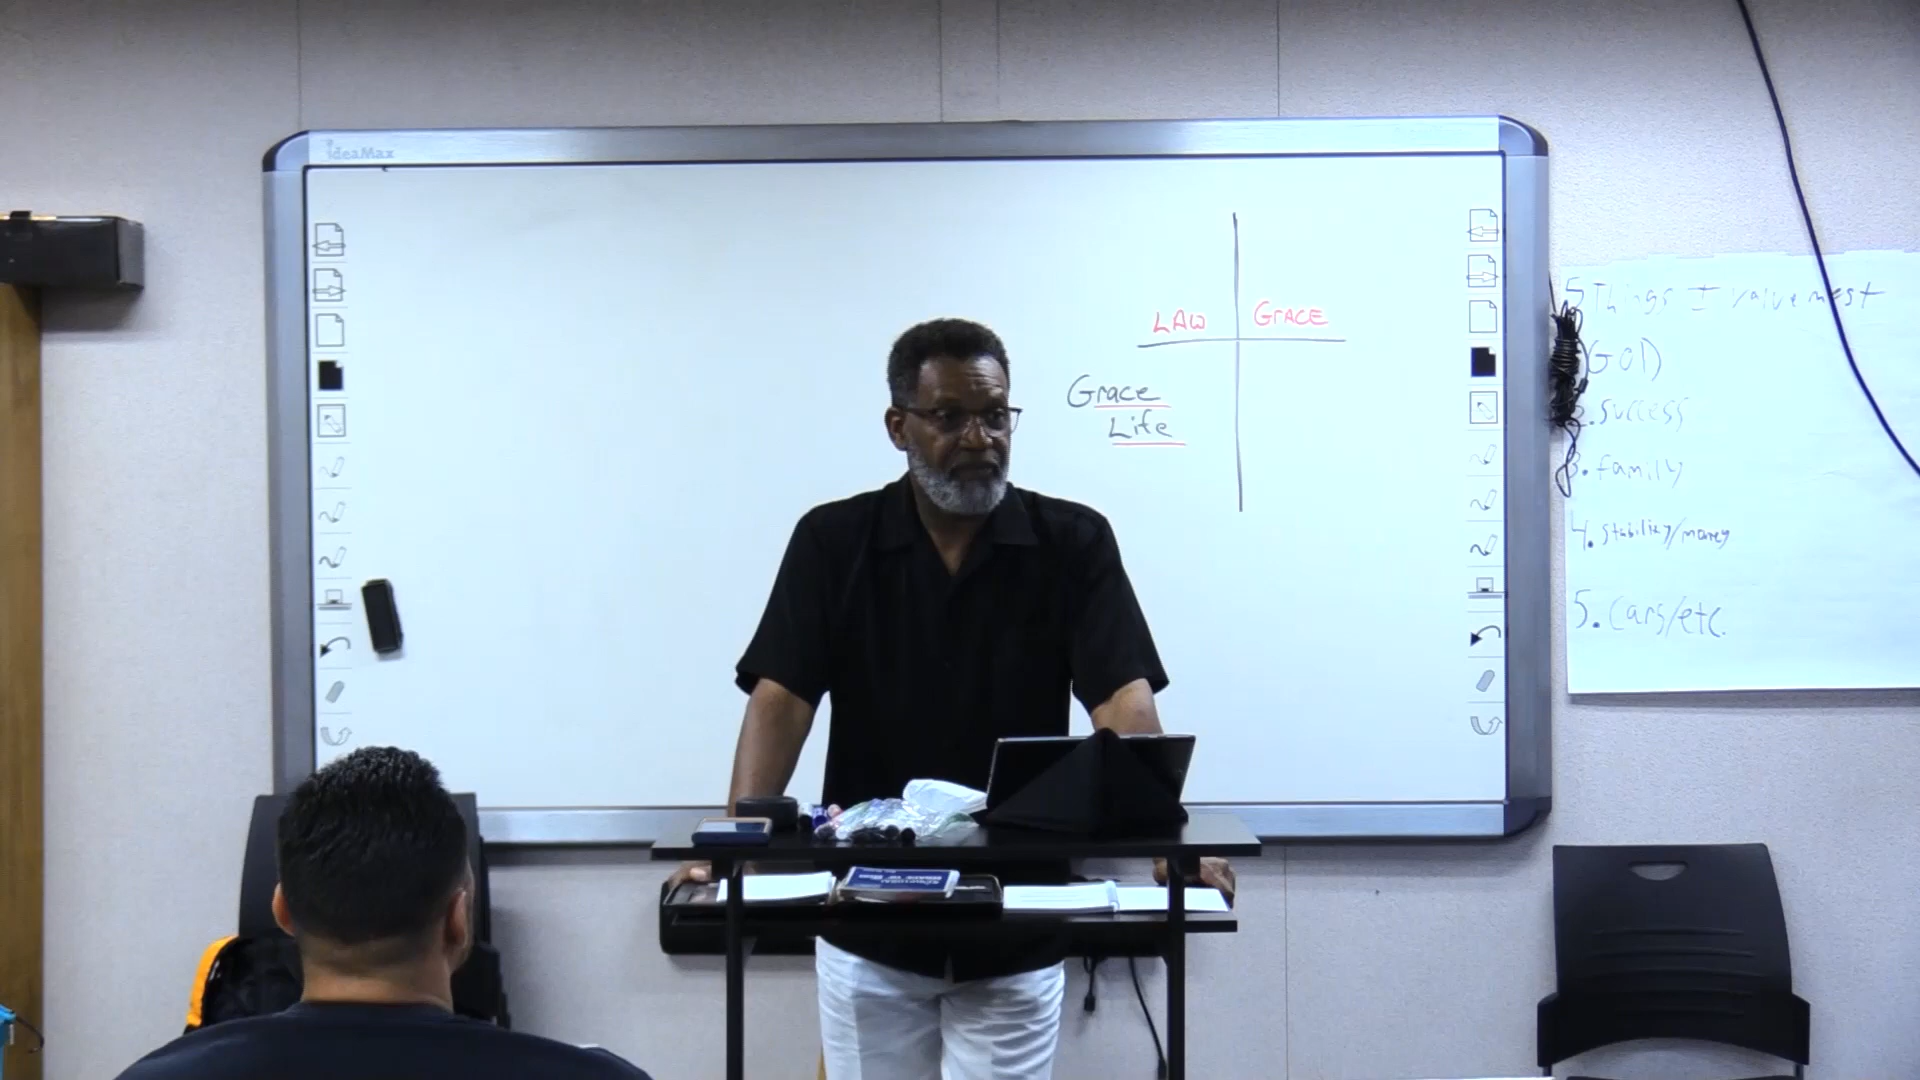 ideaMax
LAW
GRACE
Grace
Life
5 Things I value most
GOD
2. Success
3. family
4. Stability/money
5. Cars/etc.